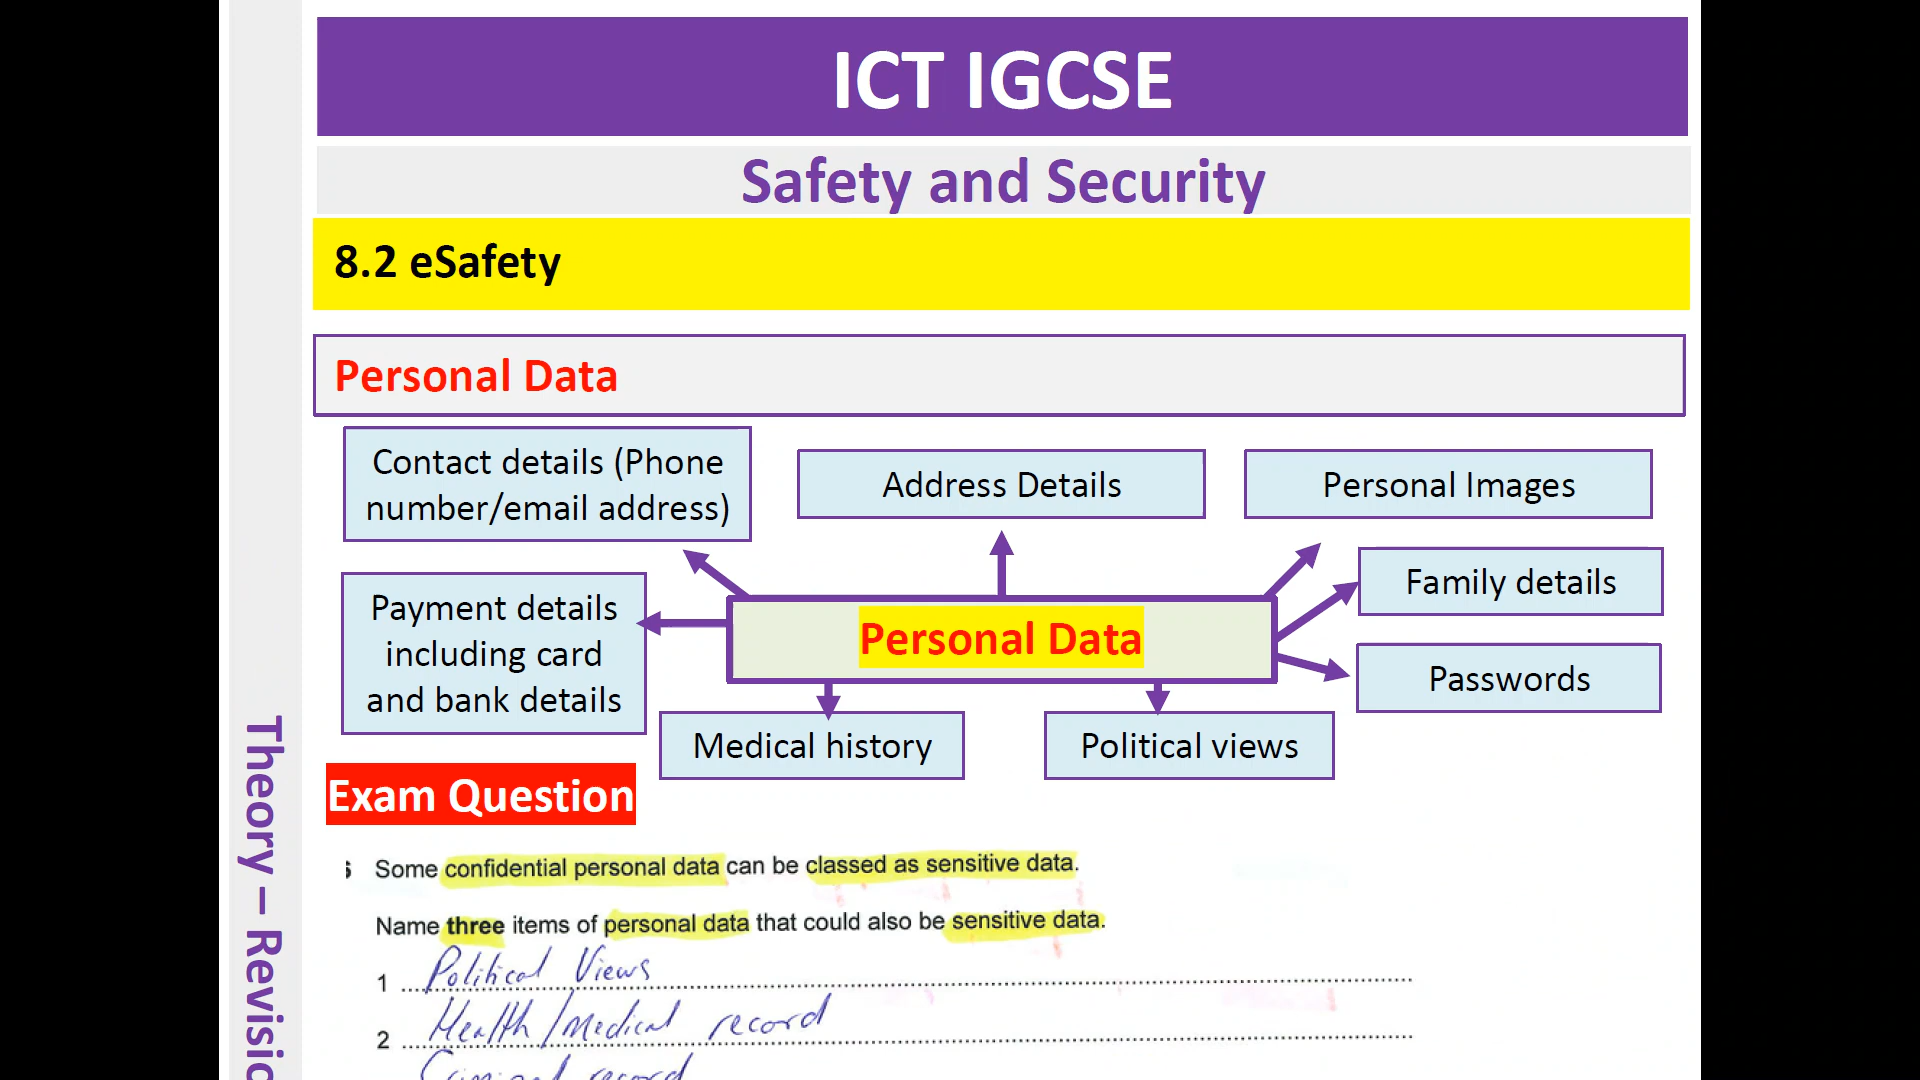 ICT IGCSE
Safety and Security
8.2 eSafety
Personal Data
Contact details (Phone
number/email address)
Address Details
Personal Images
Family details
Payment details
including card
and bank details
Personal Data
Passwords
Medical history
Political views
Exam Question
Some confidential personal data can be classed as sensitive data.
Name three items of personal data that could also be sensitive data.
1 Political Views
2 Health/Medical record
Criminal record
Theory – Revisio